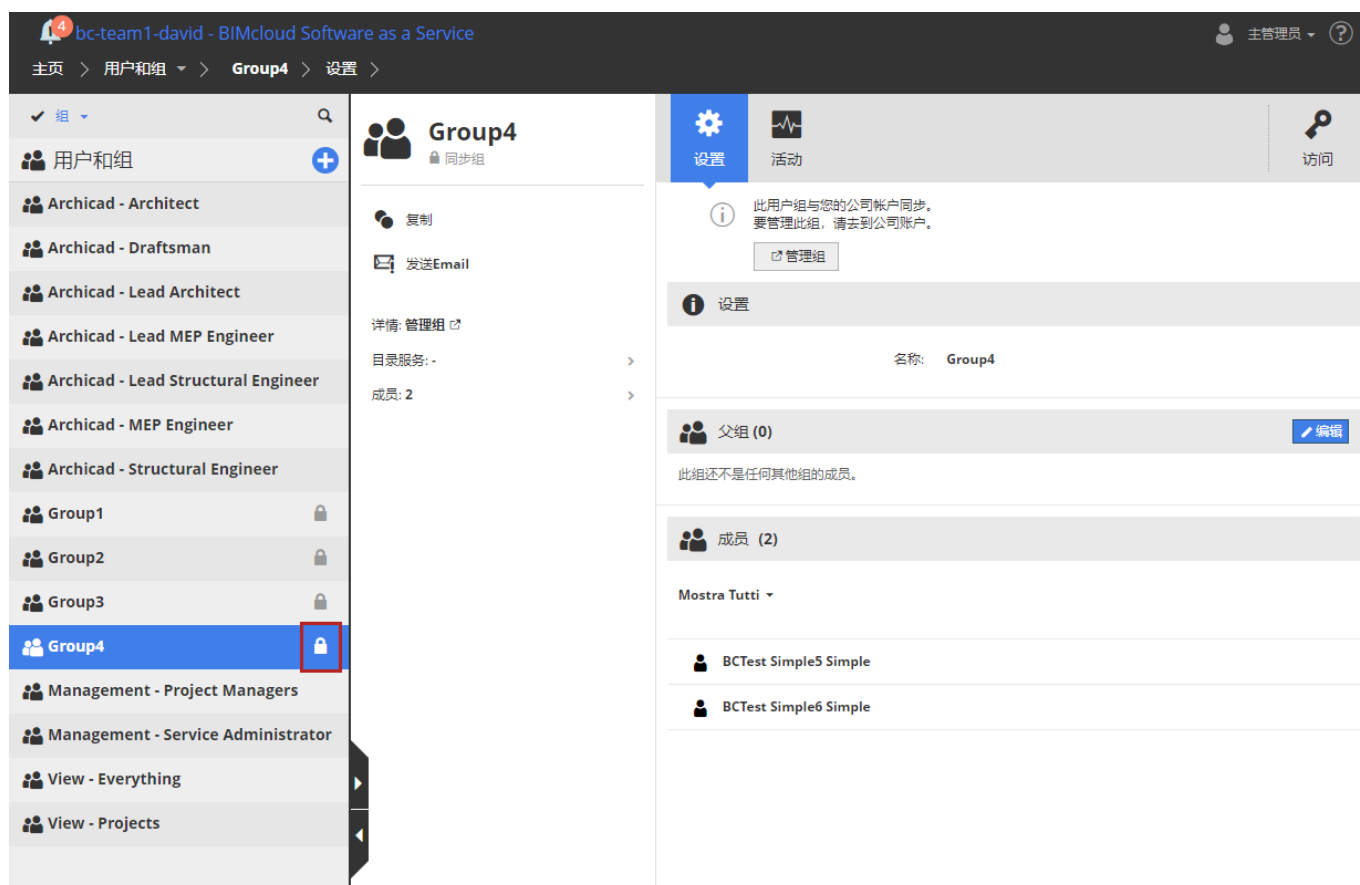 4
bc-team1-david - BIMcloud Software as a Service
主管理员
?
主页 > 用户和组 > Group4 > 设置 >
组
用户和组
Archicad - Architect
Archicad - Draftsman
Archicad - Lead Architect
Archicad - Lead MEP Engineer
Archicad - Lead Structural Engineer
Archicad - MEP Engineer
Archicad - Structural Engineer
Group1
Group2
Group3
Group4
Management - Project Managers
Management - Service Administrator
View - Everything
View - Projects
Group4
同步组
复制
发送Email
详情: 管理组
目录服务: -
成员: 2
设置
活动
访问
此用户组与您的公司帐户同步。
要管理此组，请去到公司账户。
管理组
设置
名称: Group4
父组 (0)
编辑
此组还不是任何其他组的成员。
成员 (2)
Mostra Tutti
BCTest Simple5 Simple
BCTest Simple6 Simple